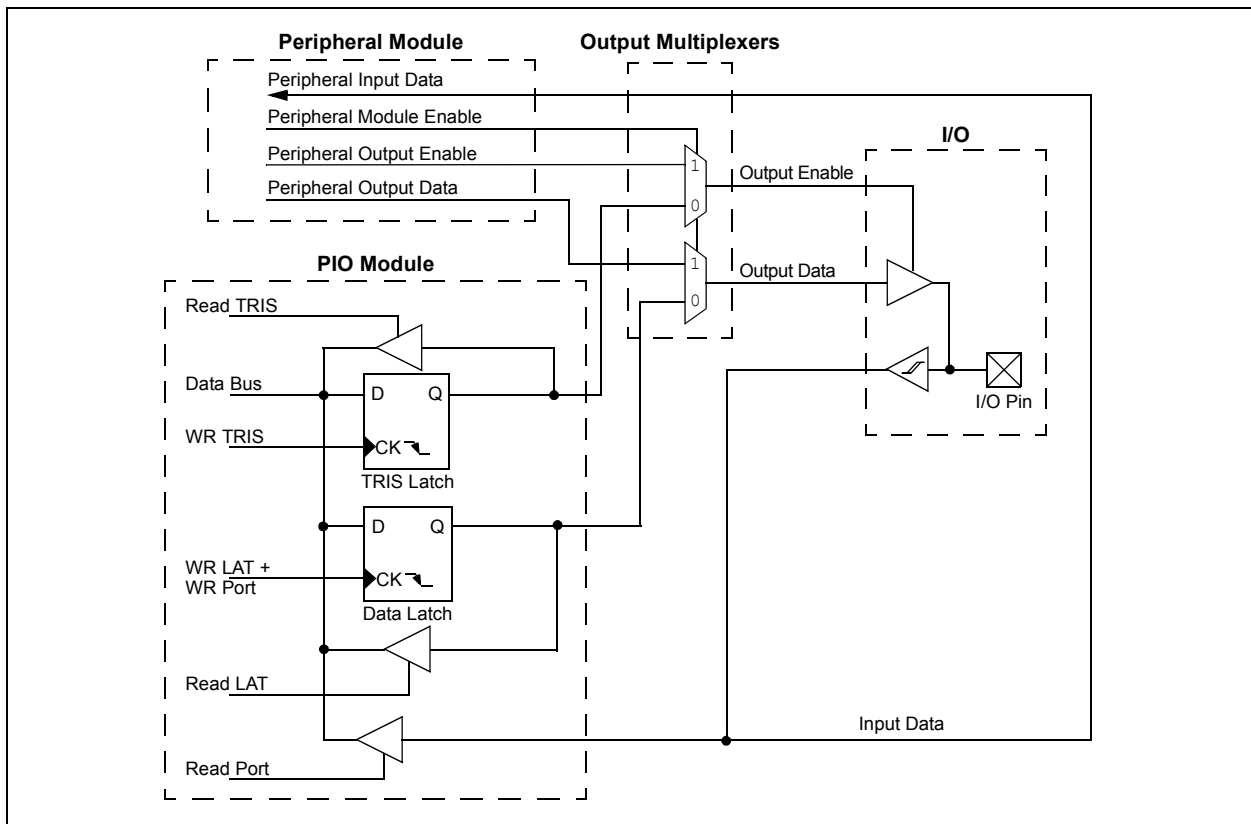 Peripheral Module
Output Multiplexers
Peripheral Input Data
Peripheral Module Enable
I/O
Peripheral Output Enable
1
Output Enable
Peripheral Output Data
0
PIO Module
1
Output Data
0
Read TRIS
Data Bus
D
Q
I/O Pin
WR TRIS
CK
TRIS Latch
D
Q
WR LAT +
WR Port
CK
Data Latch
Read LAT
Input Data
Read Port